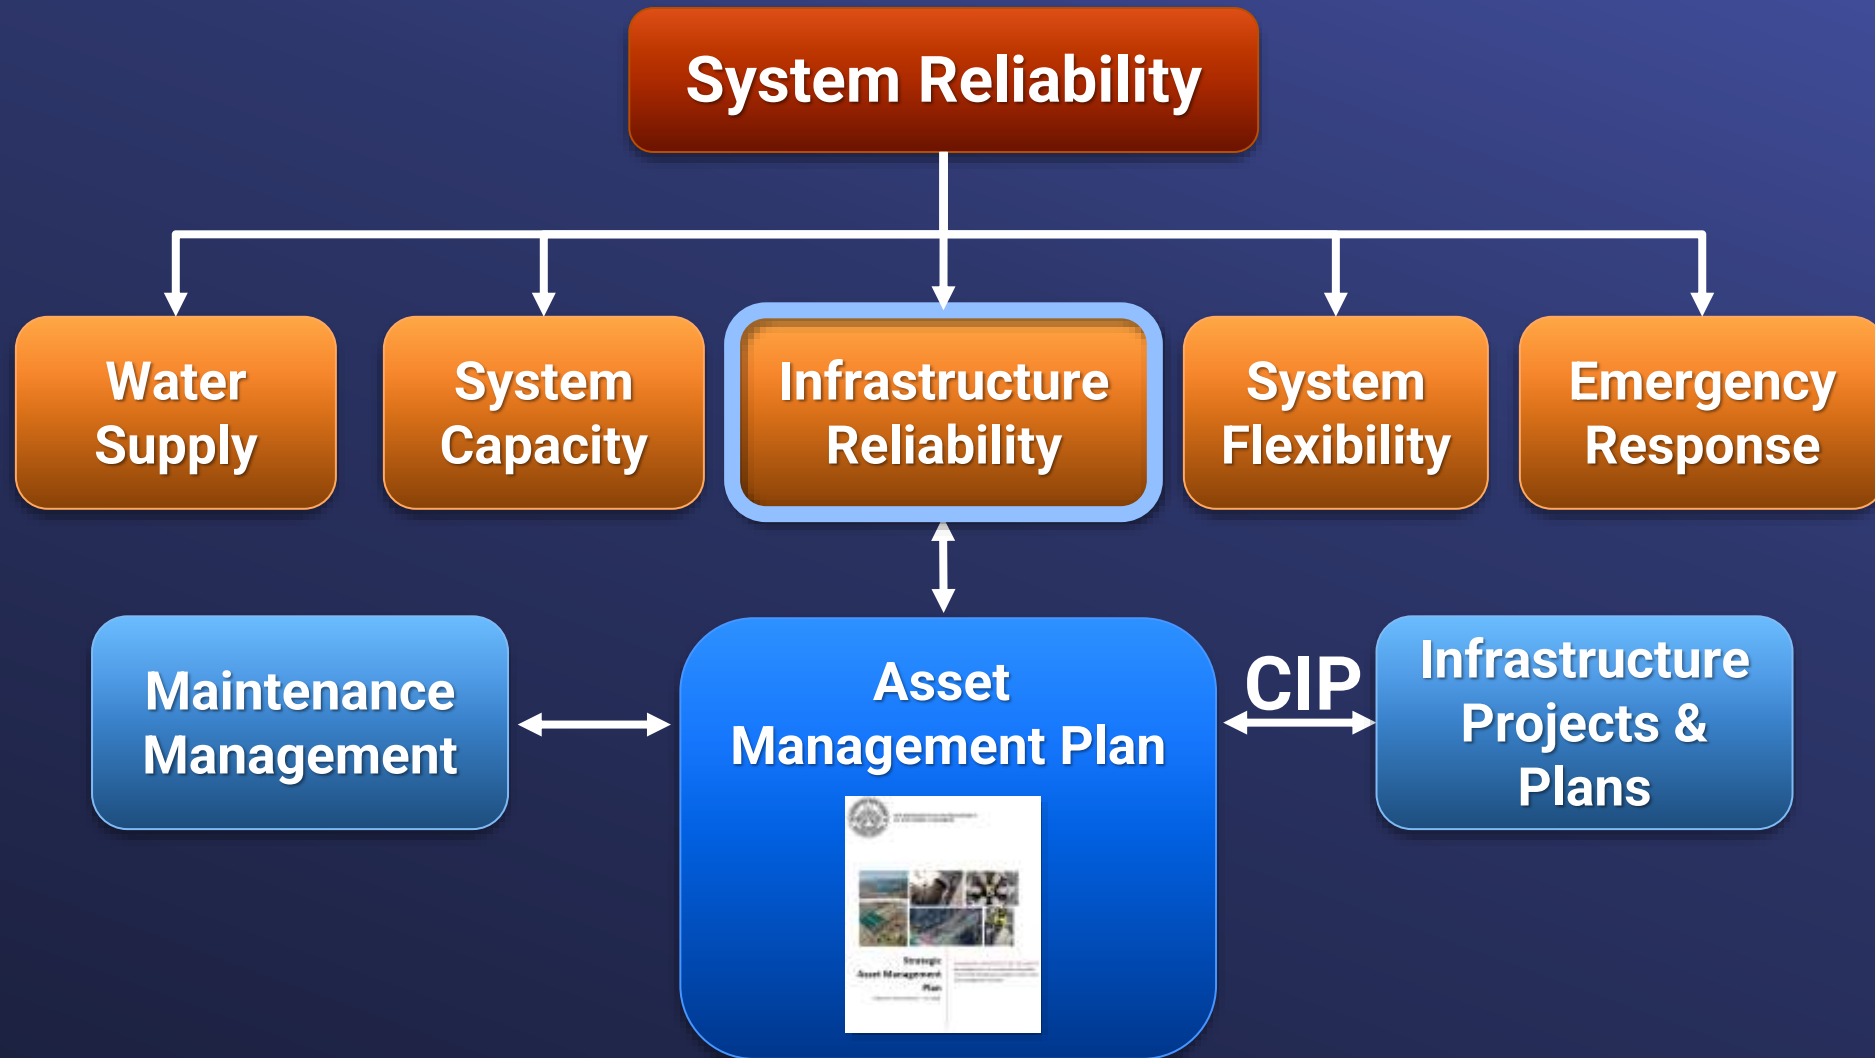 System Reliability
Water
Supply
System
Capacity
Infrastructure
Reliability
System
Flexibility
Emergency
Response
Maintenance
Management
Asset
Management Plan
CIP
Infrastructure
Projects &
Plans
Strategic
Asset Management
Plan